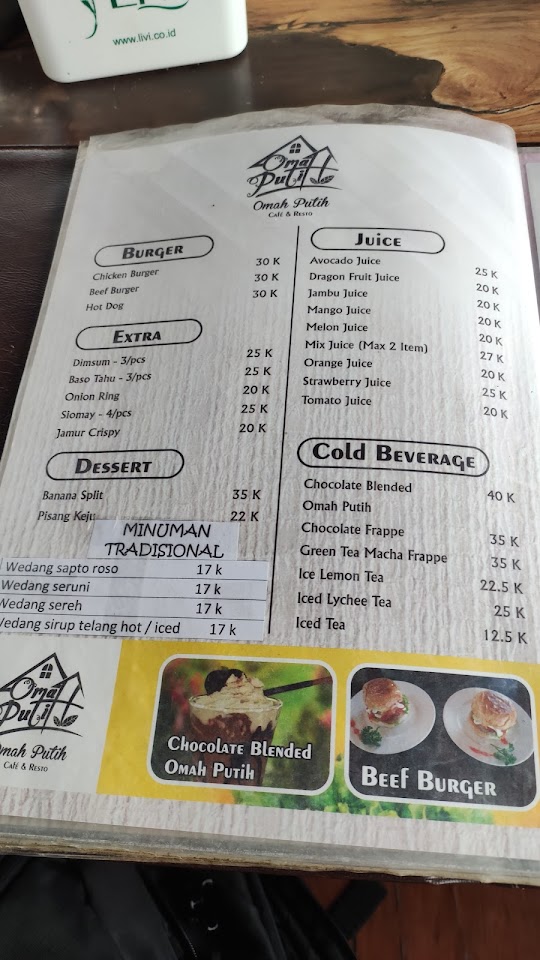 www.livi.co.id
Omah Putih
Omah Putih
Café & Resto
Burger
Chicken Burger 30 K
Beef Burger 30 K
Hot Dog 30 K
Extra
Dimsum - 3/pcs 25 K
Baso Tahu - 3/pcs 25 K
Onion Ring 20 K
Siomay - 4/pcs 25 K
Jamur Crispy 20 K
Dessert
Banana Split 35 K
Pisang Keju 22 K
MINUMAN
TRADISIONAL
Wedang sapto roso 17 k
Wedang seruni 17 k
Wedang sereh 17 k
Wedang sirup telang hot / iced 17 k
Juice
Avocado Juice 25 K
Dragon Fruit Juice 20 K
Jambu Juice 20 K
Mango Juice 20 K
Melon Juice 20 K
Mix Juice (Max 2 Item) 27 K
Orange Juice 20 K
Strawberry Juice 25 K
Tomato Juice 20 K
Cold Beverage
Chocolate Blended 40 K
Omah Putih
Chocolate Frappe 35 K
Green Tea Macha Frappe 35 K
Ice Lemon Tea 22.5 K
Iced Lychee Tea 25 K
Iced Tea 12.5 K
Omah Putih
Omah Putih
Café & Resto
Chocolate Blended
Omah Putih
Beef Burger